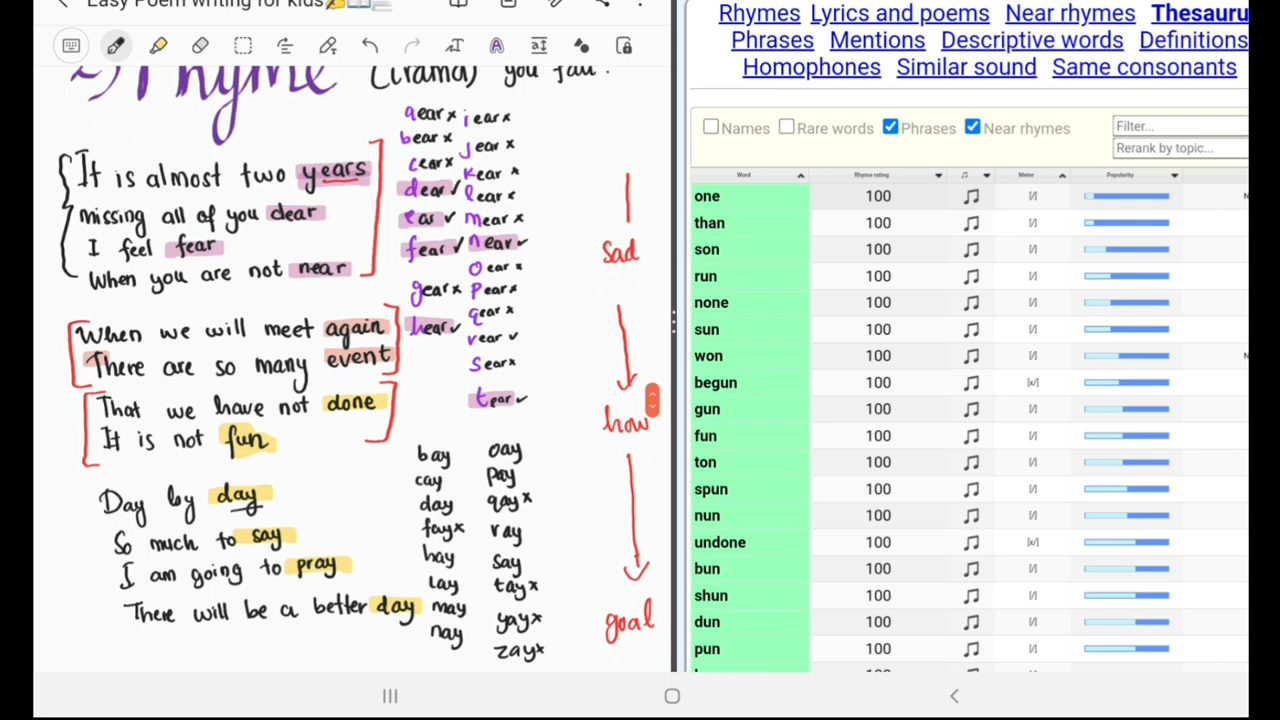 Easy Poem writing for kids✍📖
Rhyme (Trama) you fall.
It is almost two years
missing all of you dear
I feel fear
When you are not near
When we will meet again
There are so many event
That we have not done
It is not fun
Day by day
So much to say
I am going to pray
There will be a better day
aear x
bear x
cear x
dear ✓
ear ✓
fear ✓
gear x
hear ✓
iear x
Jear x
Kear x
lear x
mear x
near ✓
Oear x
Pear x
qear x
rear ✓
Sear x
tear ✓
bay
cay
day
fay x
hay
lay
may
nay
oay
pay
qay x
ray
say
tay x
yay x
zay x
sad
how
goal
Rhymes Lyrics and poems Near rhymes Thesauru
Phrases Mentions Descriptive words Definitions
Homophones Similar sound Same consonants
Names Rare words Phrases Near rhymes
Filter...
Rerank by topic...
Word Rhyme rating Meter Popularity
one 100
than 100
son 100
run 100
none 100
sun 100
won 100
begun 100 [x/]
gun 100
fun 100
ton 100
spun 100
nun 100
undone 100 [x/]
bun 100
shun 100
dun 100
pun 100